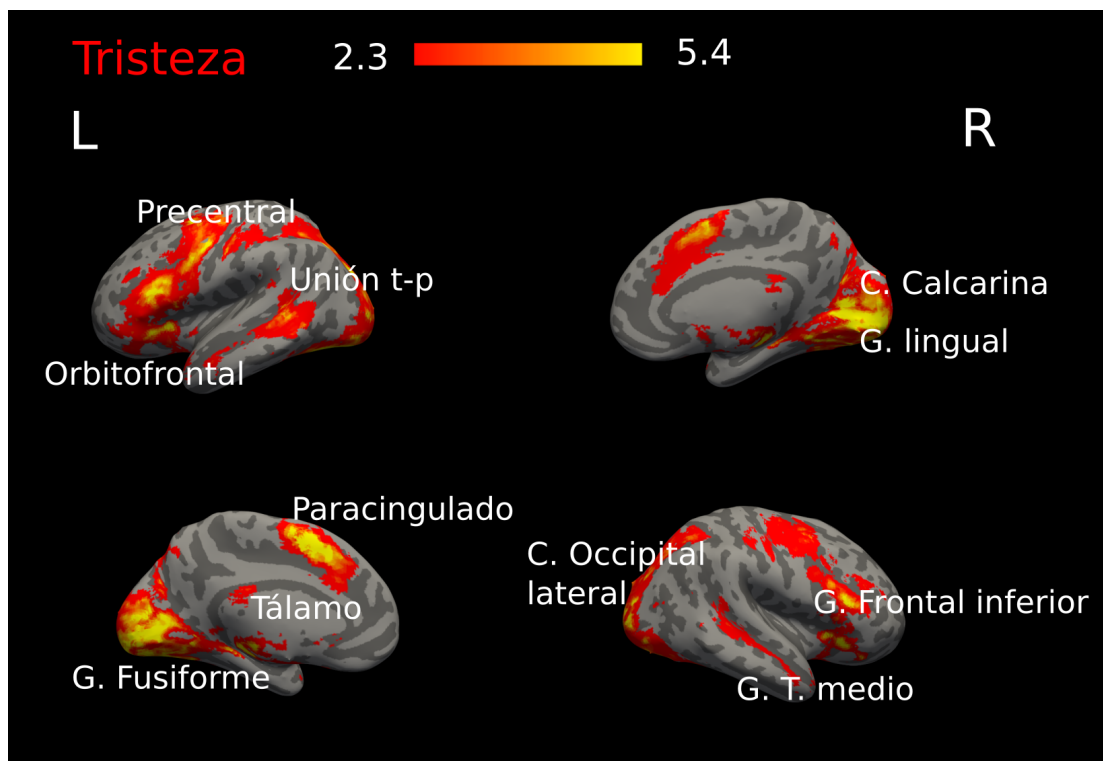 Tristeza
2.3
5.4
L
R
Precentral
Unión t-p
C. Calcarina
G. lingual
Orbitofrontal
Paracingulado
C. Occipital
lateral
Tálamo
G. Frontal inferior
G. Fusiforme
G. T. medio